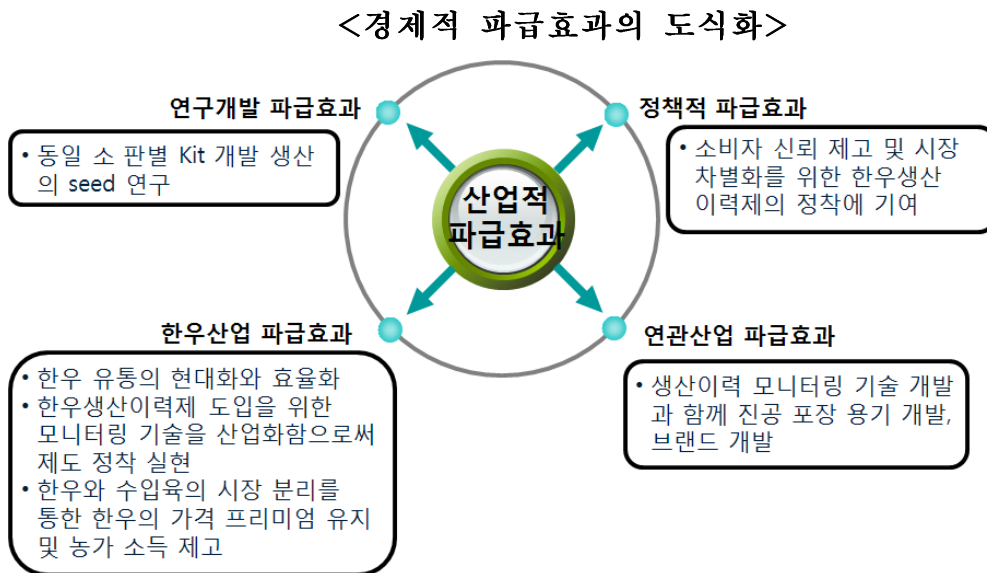 <경제적 파급효과의 도식화>
연구개발 파급효과
• 동일 소 판별 Kit 개발 생산
의 seed 연구
정책적 파급효과
• 소비자 신뢰 제고 및 시장
차별화를 위한 한우생산
이력제의 정착에 기여
산업적
파급효과
한우산업 파급효과
• 한우 유통의 현대화와 효율화
• 한우생산이력제 도입을 위한
모니터링 기술을 산업화함으로써
제도 정착 실현
• 한우와 수입육의 시장 분리를
통한 한우의 가격 프리미엄 유지
및 농가 소득 제고
연관산업 파급효과
• 생산이력 모니터링 기술 개발
과 함께 진공 포장 용기 개발,
브랜드 개발